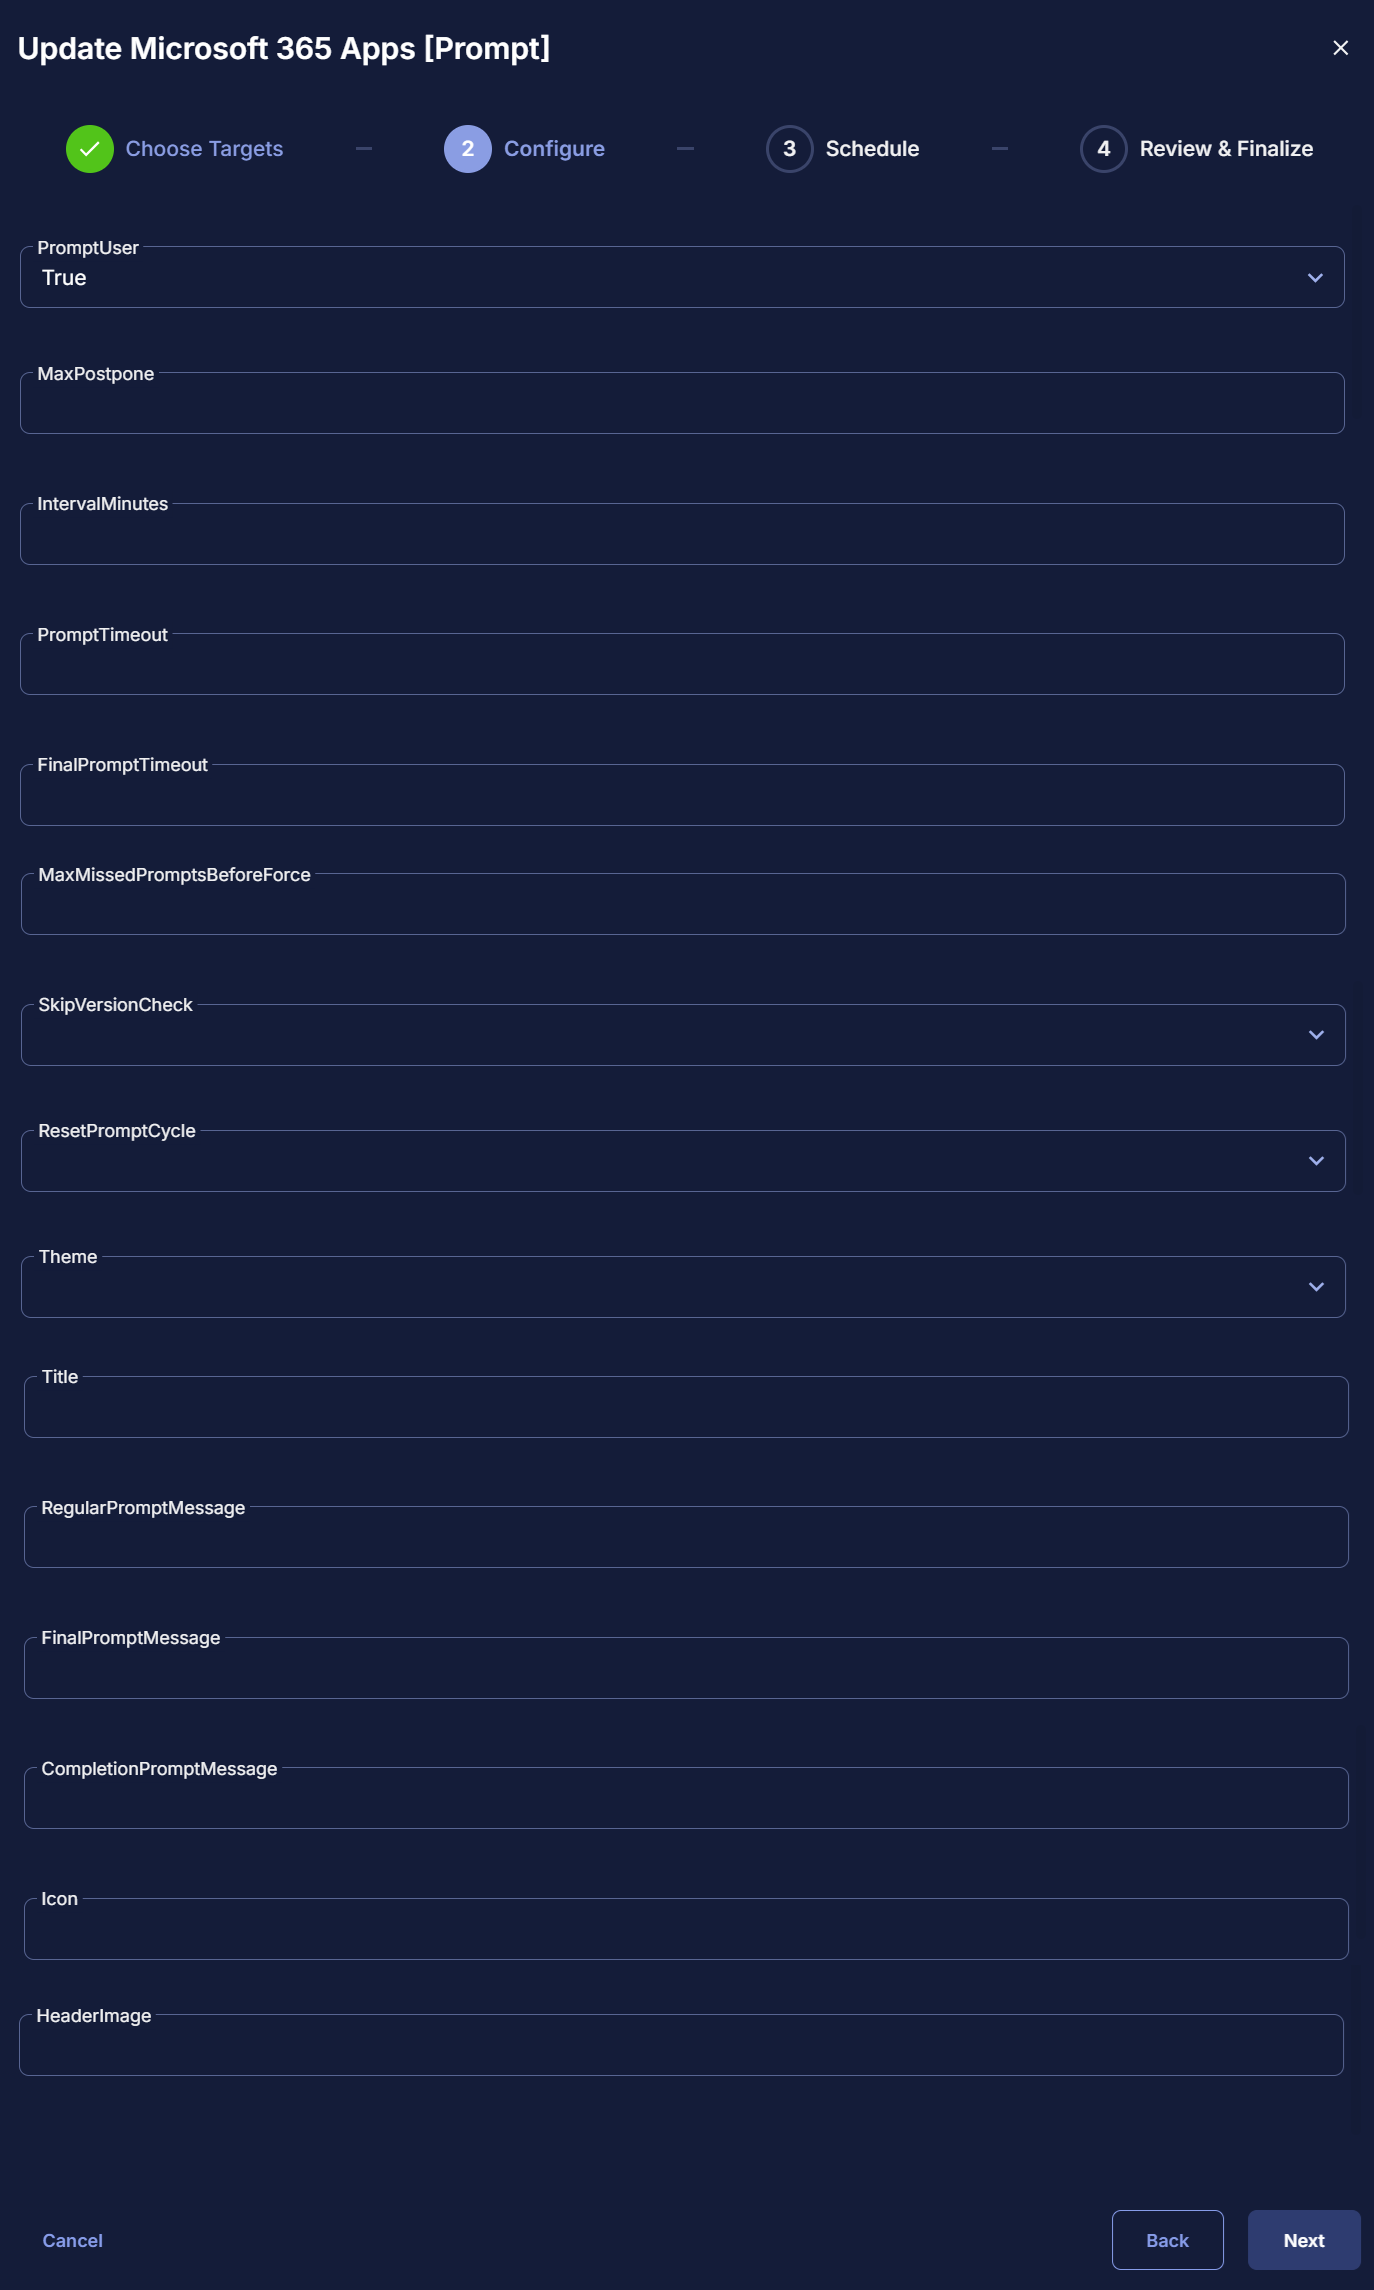 Update Microsoft 365 Apps [Prompt]
Choose Targets
2 Configure
3 Schedule
4 Review & Finalize
PromptUser
True
MaxPostpone
IntervalMinutes
PromptTimeout
FinalPromptTimeout
MaxMissedPromptsBeforeForce
SkipVersionCheck
ResetPromptCycle
Theme
Title
RegularPromptMessage
FinalPromptMessage
CompletionPromptMessage
Icon
HeaderImage
Cancel
Back
Next